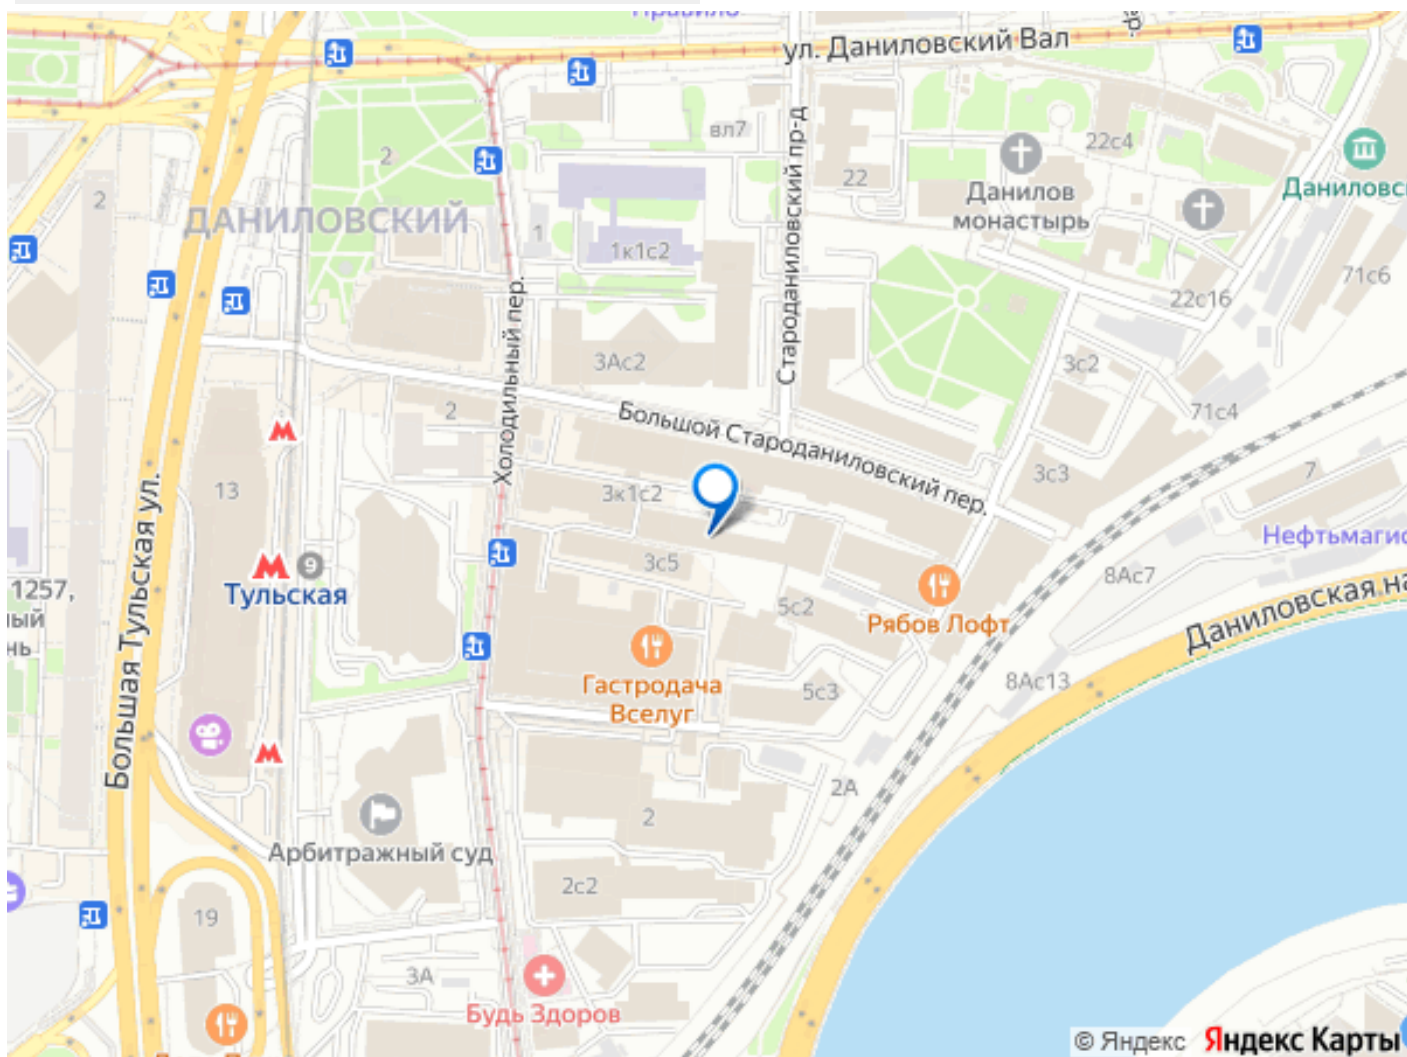 ул. Даниловский Вал
вл7
22с4
2
22
Данилов
монастырь
2
ДАНИЛОВСКИЙ
1
1к1с2
71с6
22с16
Холодильный пер.
Староданиловский пр-д
3Ас2
3с2
2
Большой Староданиловский пер.
71с4
13
3к1с2
3с3
7
Нефтьмагис
9
Тульская
1257,
3с5
8Ас7
5с2
Рябов Лофт
Даниловская на
Большая Тульская ул.
Гастродача
Вселуг
5с3
8Ас13
2А
2
Арбитражный суд
2с2
19
3А
Будь Здоров
© Яндекс Яндекс Карты